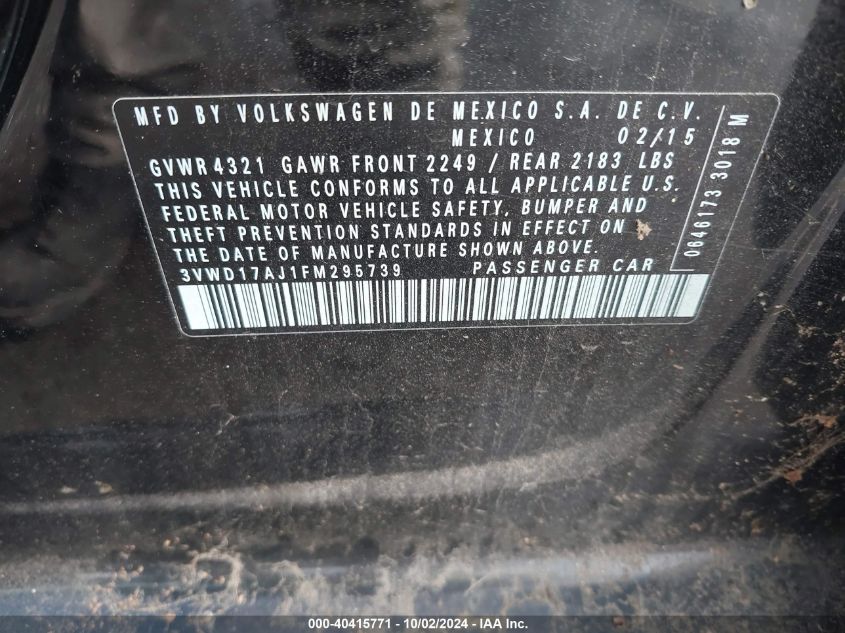 MFD BY VOLKSWAGEN DE MEXICO S.A. DE C.V.
MEXICO 02/15
GVWR 4321 GAWR FRONT 2249 / REAR 2183 LBS
THIS VEHICLE CONFORMS TO ALL APPLICABLE U.S.
FEDERAL MOTOR VEHICLE SAFETY, BUMPER AND
THEFT PREVENTION STANDARDS IN EFFECT ON
THE DATE OF MANUFACTURE SHOWN ABOVE.
3VWD17AJ1FM295739 PASSENGER CAR
0646173 3018 M
000-40415771 - 10/02/2024 - © IAA Inc.